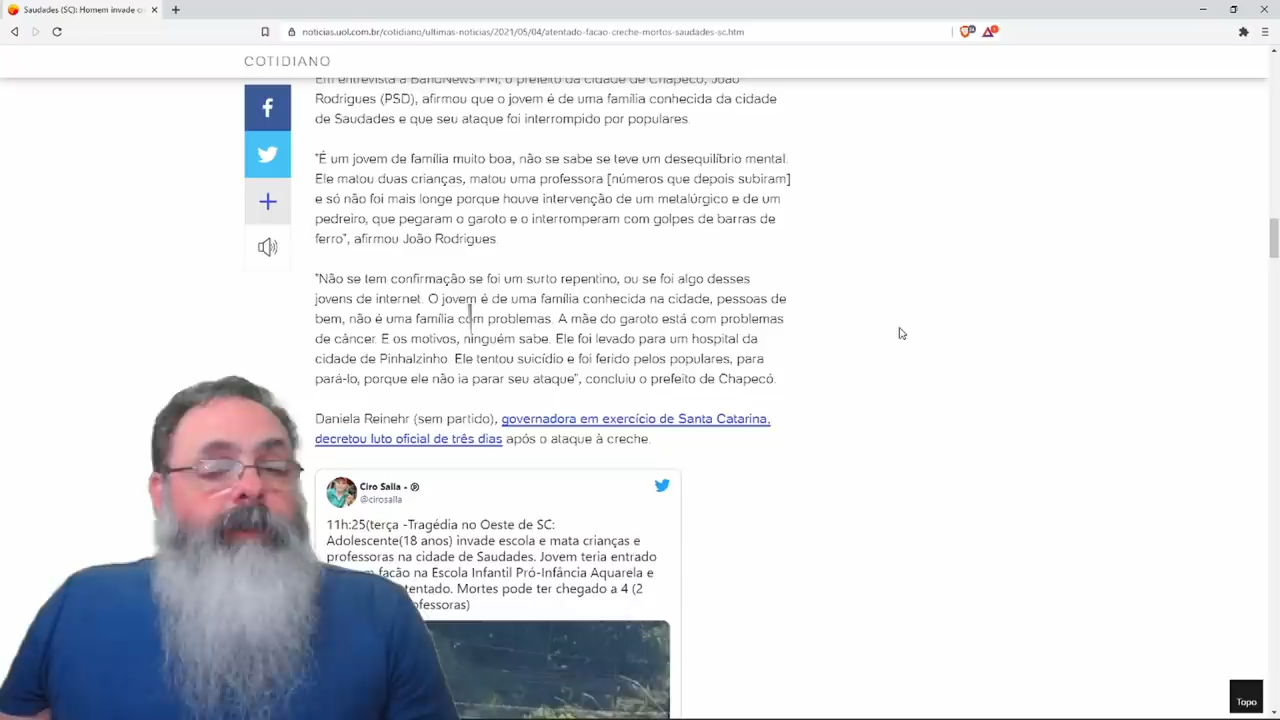 Saudades (SC): Homem invade cr
noticias.uol.com.br/cotidiano/ultimas-noticias/2021/05/04/atentado-facao-creche-mortos-saudades-sc.htm
COTIDIANO
Em entrevista à BandNews FM, o prefeito da cidade de Chapecó, João
Rodrigues (PSD), afirmou que o jovem é de uma família conhecida da cidade
de Saudades e que seu ataque foi interrompido por populares.
"É um jovem de família muito boa, não se sabe se teve um desequilíbrio mental.
Ele matou duas crianças, matou uma professora [números que depois subiram]
e só não foi mais longe porque houve intervenção de um metalúrgico e de um
pedreiro, que pegaram o garoto e o interromperam com golpes de barras de
ferro", afirmou João Rodrigues.
"Não se tem confirmação se foi um surto repentino, ou se foi algo desses
jovens de internet. O jovem é de uma família conhecida na cidade, pessoas de
bem, não é uma família com problemas. A mãe do garoto está com problemas
de câncer. E os motivos, ninguém sabe. Ele foi levado para um hospital da
cidade de Pinhalzinho. Ele tentou suicídio e foi ferido pelos populares, para
pará-lo, porque ele não ia parar seu ataque", concluiu o prefeito de Chapecó.
Daniela Reinehr (sem partido), governadora em exercício de Santa Catarina,
decretou luto oficial de três dias após o ataque à creche.
Ciro Salla -
@cirosalla
11h:25(terça -Tragédia no Oeste de SC:
Adolescente(18 anos) invade escola e mata crianças e
professoras na cidade de Saudades. Jovem teria entrado
facão na Escola Infantil Pró-Infância Aquarela e
tentado. Mortes pode ter chegado a 4 (2
fessoras)
Topo